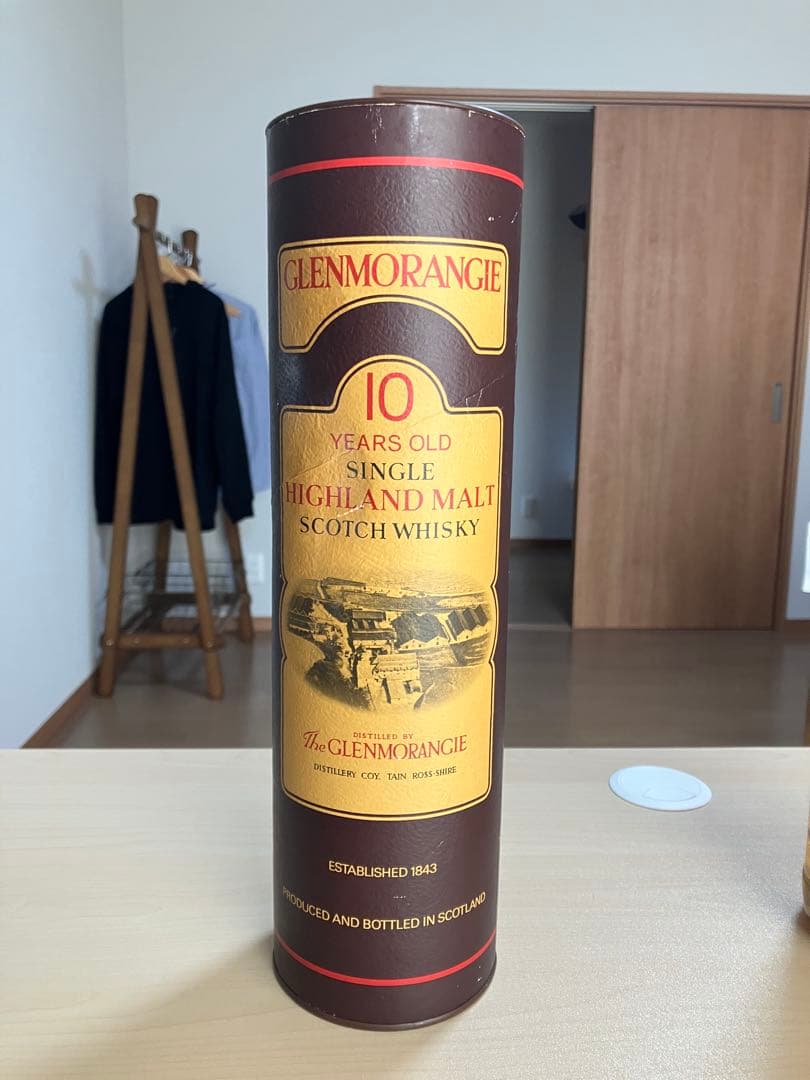 GLENMORANGIE
10
YEARS OLD
SINGLE
HIGHLAND MALT
SCOTCH WHISKY
DISTILLED BY
The GLENMORANGIE
DISTILLERY COY. TAIN ROSS-SHIRE
ESTABLISHED 1843
PRODUCED AND BOTTLED IN SCOTLAND